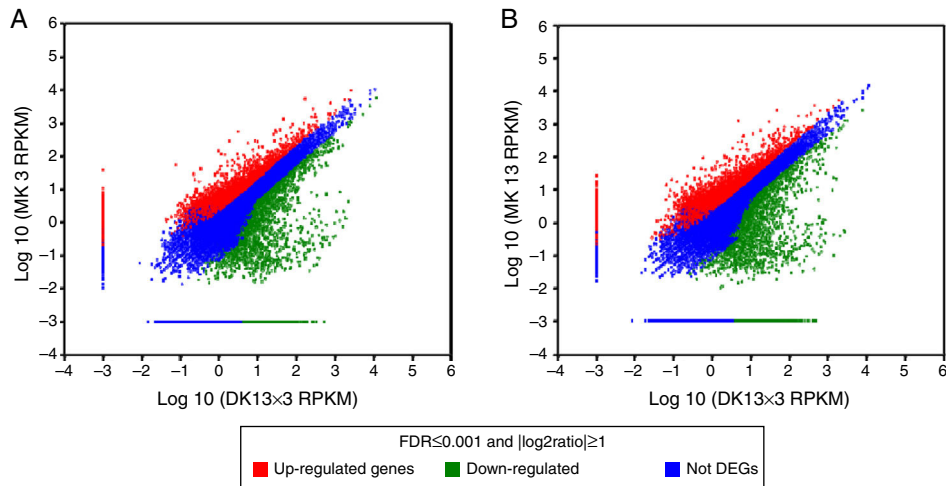 A
B
6
5
4
3
2
1
0
−1
−2
−3
−4
Log 10 (MK 3 RPKM)
−4 −3 −2 −1 0 1 2 3 4 6
Log 10 (DK13×3 RPKM)
6
5
4
3
2
1
0
−1
−2
−3
−4
Log 10 (MK 13 RPKM)
−4 −3 −2 −1 0 1 2 3 4 6
Log 10 (DK13×3 RPKM)
FDR≤0.001 and |log2ratio|≥1
Up-regulated genes Down-regulated Not DEGs